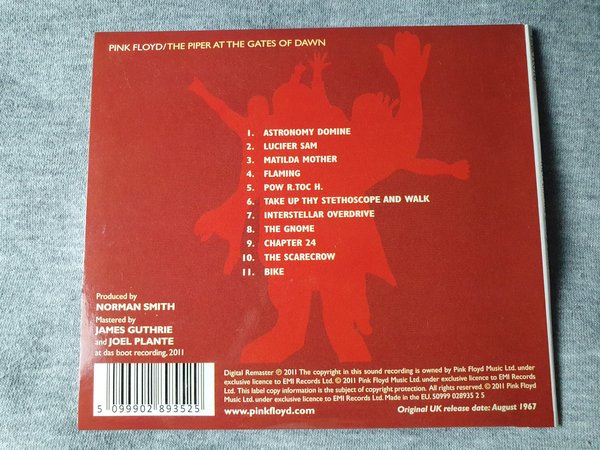 PINK FLOYD/THE PIPER AT THE GATES OF DAWN
1. ASTRONOMY DOMINE
2. LUCIFER SAM
3. MATILDA MOTHER
4. FLAMING
5. POW R.TOC H.
6. TAKE UP THY STETHOSCOPE AND WALK
7. INTERSTELLAR OVERDRIVE
8. THE GNOME
9. CHAPTER 24
10. THE SCARECROW
11. BIKE
Produced by
NORMAN SMITH
Mastered by
JAMES GUTHRIE
and JOEL PLANTE
at das boot recording, 2011
5 099902 893525
Digital Remaster ℗ 2011 The copyright in this sound recording is owned by Pink Floyd Music Ltd. under
exclusive licence to EMI Records Ltd. © 2011 Pink Floyd Music Ltd. under exclusive licence to EMI Records
Ltd. This label copy information is the subject of copyright protection. All rights reserved. © 2011 Pink Floyd
Music Ltd. under exclusive licence to EMI Records Ltd. Made in the EU. 50999 028935 2 5
www.pinkfloyd.com
Original UK release date: August 1967